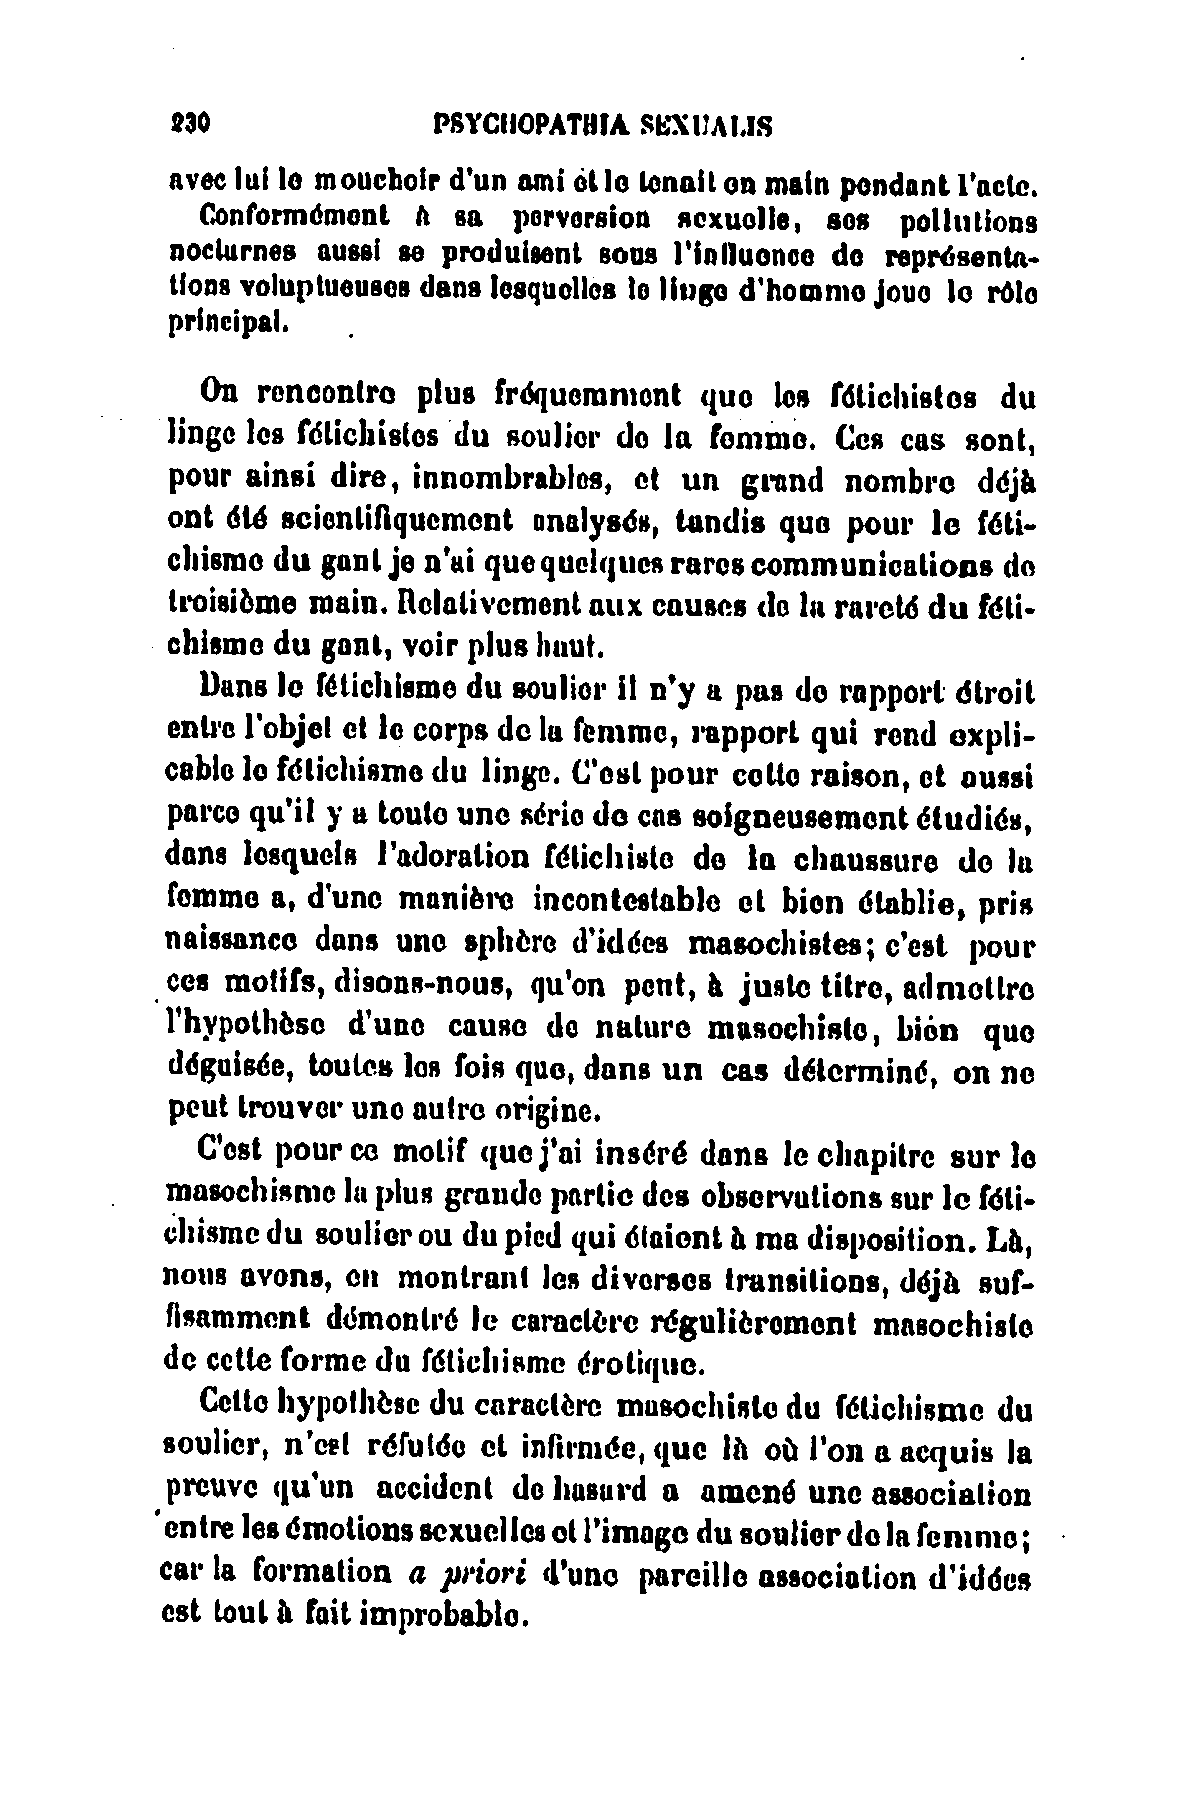 230 PSYCHOPATHIA SEXUALIS
avec lui le mouchoir d'un ami et le tenait en main pendant l'acte.
Conformément à sa perversion sexuelle, ses pollutions
nocturnes aussi se produisent sous l'influence de représenta-
tions voluptueuses dans lesquelles le linge d'homme joue le rôle
principal.
On rencontre plus fréquemment que les fétichistes du
linge les fétichistes du soulier de la femme. Ces cas sont,
pour ainsi dire, innombrables, et un grand nombre déjà
ont été scientifiquement analysés, tandis que pour le féti-
chisme du gant je n'ai que quelques rares communications de
troisième main. Relativement aux causes de la rareté du féti-
chisme du gant, voir plus haut.
Dans le fétichisme du soulier il n'y a pas de rapport étroit
entre l'objet et le corps de la femme, rapport qui rend expli-
cable le fétichisme du linge. C'est pour cette raison, et aussi
parce qu'il y a toute une série de cas soigneusement étudiés,
dans lesquels l'adoration fétichiste de la chaussure de la
femme a, d'une manière incontestable et bien établie, pris
naissance dans une sphère d'idées masochistes; c'est pour
ces motifs, disons-nous, qu'on peut, à juste titre, admettre
l'hypothèse d'une cause de nature masochiste, bien que
déguisée, toutes les fois que, dans un cas déterminé, on ne
peut trouver une autre origine.
C'est pour ce motif que j'ai inséré dans le chapitre sur le
masochisme la plus grande partie des observations sur le féti-
chisme du soulier ou du pied qui étaient à ma disposition. Là,
nous avons, en montrant les diverses transitions, déjà suf-
fisamment démontré le caractère régulièrement masochiste
de cette forme du fétichisme érotique.
Cette hypothèse du caractère masochiste du fétichisme du
soulier, n'est réfutée et infirmée, que là où l'on a acquis la
preuve qu'un accident de hasard a amené une association
entre les émotions sexuelles et l'image du soulier de la femme;
car la formation a priori d'une pareille association d'idées
est tout à fait improbable.